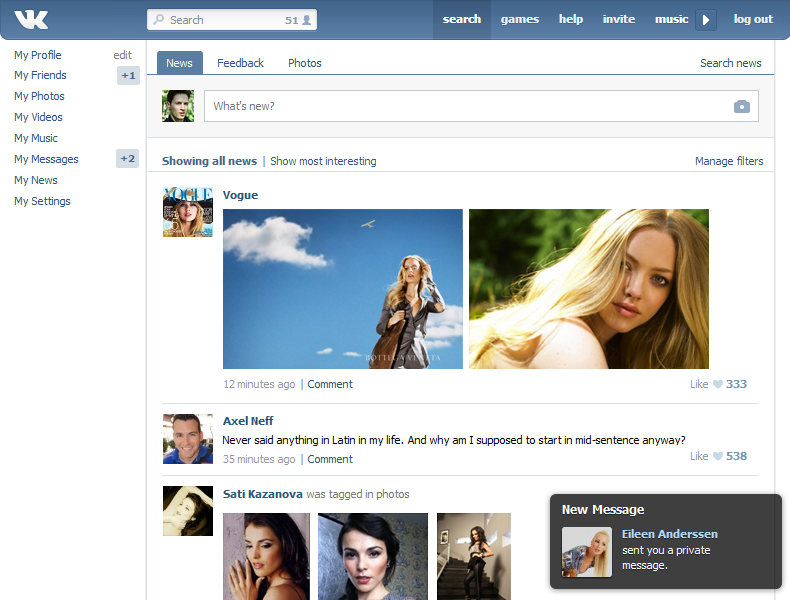 Search 51
search games help invite music log out
My Profile edit
My Friends +1
My Photos
My Videos
My Music
My Messages +2
My News
My Settings
News Feedback Photos Search news
What's new?
Showing all news | Show most interesting Manage filters
VOGUE
Vogue
BOTTEGA VENETA
12 minutes ago | Comment Like 333
Axel Neff
Never said anything in Latin in my life. And why am I supposed to start in mid-sentence anyway?
35 minutes ago | Comment Like 538
Sati Kazanova was tagged in photos
New Message
Eileen Anderssen
sent you a private
message.